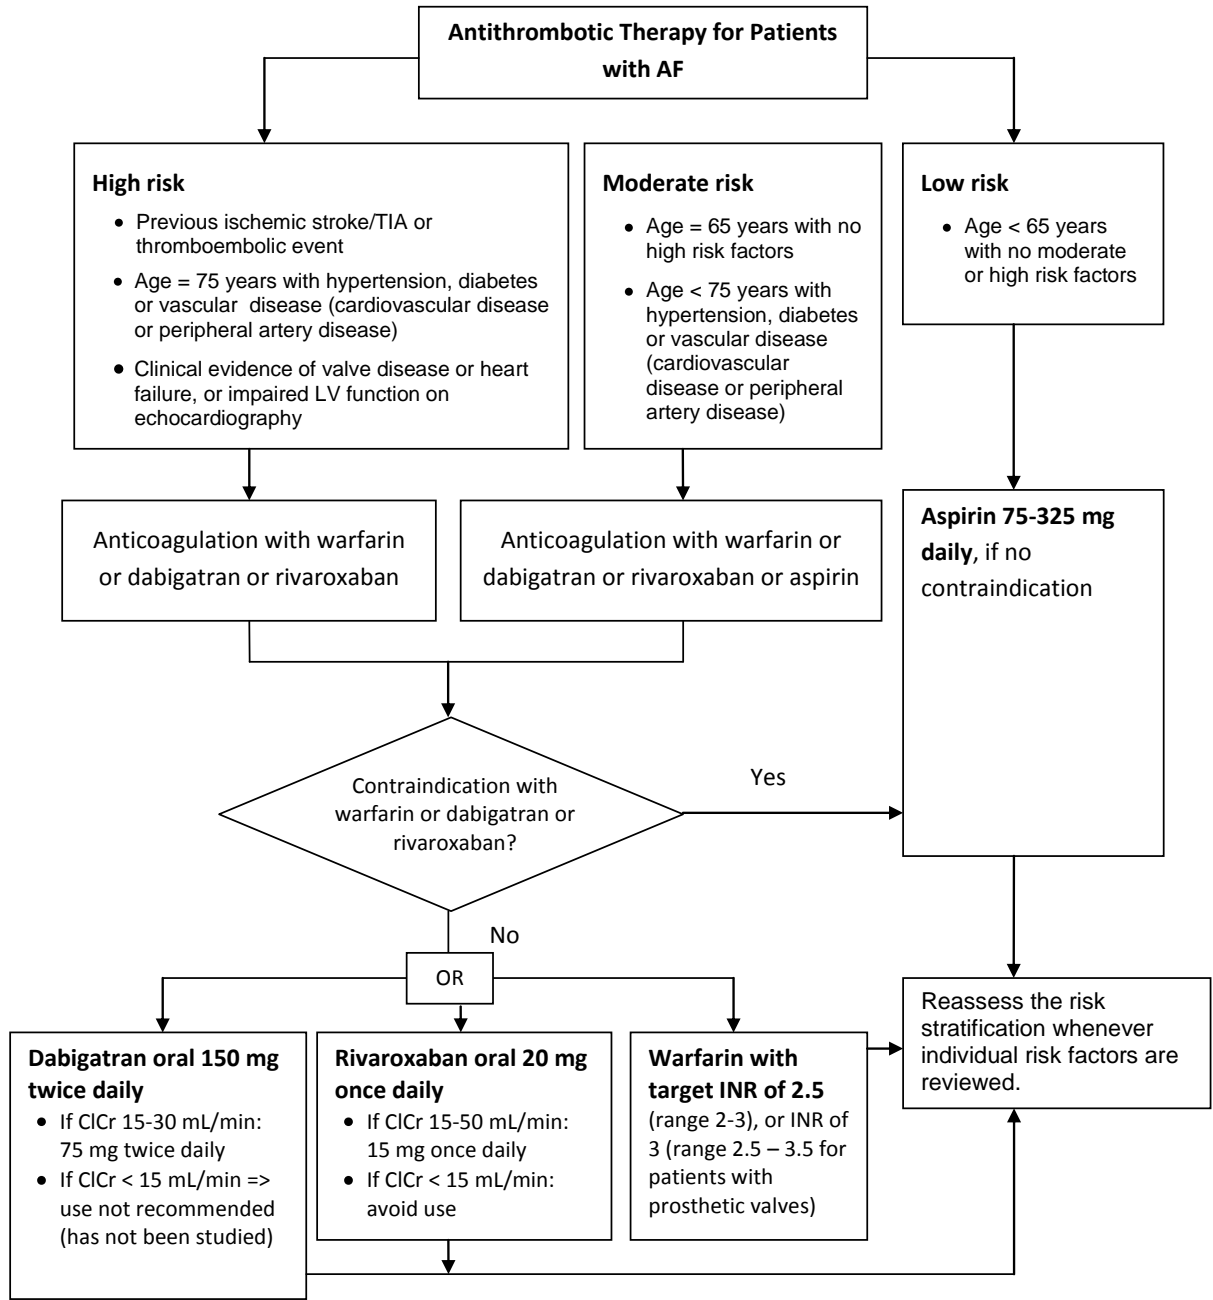 Antithrombotic Therapy for Patients
with AF
High risk
• Previous ischemic stroke/TIA or
thromboembolic event
• Age = 75 years with hypertension, diabetes
or vascular disease (cardiovascular disease
or peripheral artery disease)
• Clinical evidence of valve disease or heart
failure, or impaired LV function on
echocardiography
Moderate risk
• Age = 65 years with no
high risk factors
• Age < 75 years with
hypertension, diabetes
or vascular disease
(cardiovascular
disease or peripheral
artery disease)
Low risk
• Age < 65 years
with no moderate
or high risk factors
Anticoagulation with warfarin
or dabigatran or rivaroxaban
Anticoagulation with warfarin or
dabigatran or rivaroxaban or aspirin
Aspirin 75-325 mg
daily, if no
contraindication
Contraindication with
warfarin or dabigatran or
rivaroxaban?
Yes
No
OR
Dabigatran oral 150 mg
twice daily
• If ClCr 15-30 mL/min:
75 mg twice daily
• If ClCr < 15 mL/min =>
use not recommended
(has not been studied)
Rivaroxaban oral 20 mg
once daily
• If ClCr 15-50 mL/min:
15 mg once daily
• If ClCr < 15 mL/min:
avoid use
Warfarin with
target INR of 2.5
(range 2-3), or INR of
3 (range 2.5 – 3.5 for
patients with
prosthetic valves)
Reassess the risk
stratification whenever
individual risk factors are
reviewed.